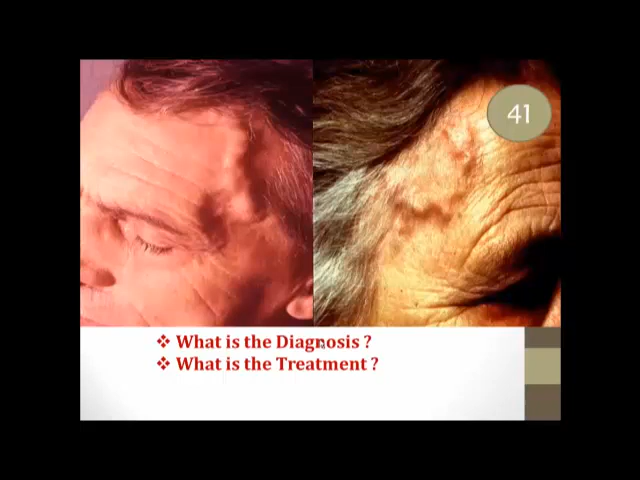 41
❖ What is the Diagnosis ?
❖ What is the Treatment ?